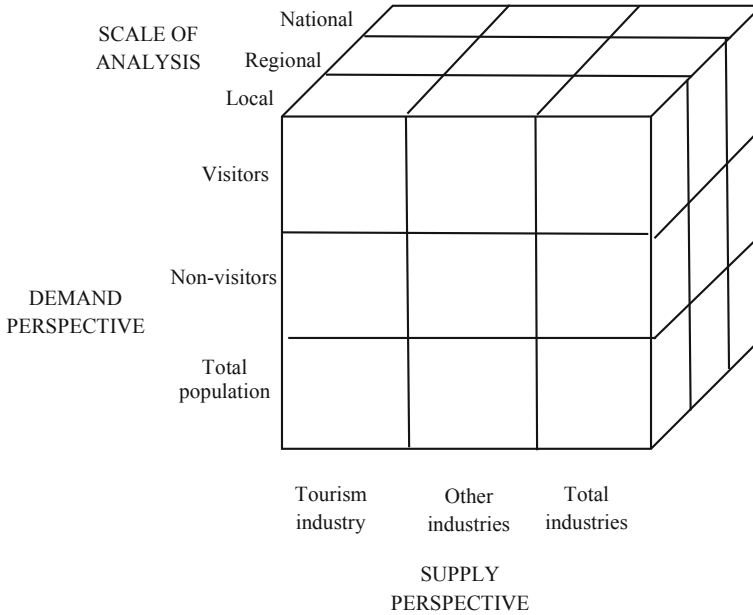 National
SCALE OF
ANALYSIS
Regional
Local
Visitors
Non-visitors
DEMAND
PERSPECTIVE
Total
population
Tourism
industry
Other
industries
Total
industries
SUPPLY
PERSPECTIVE